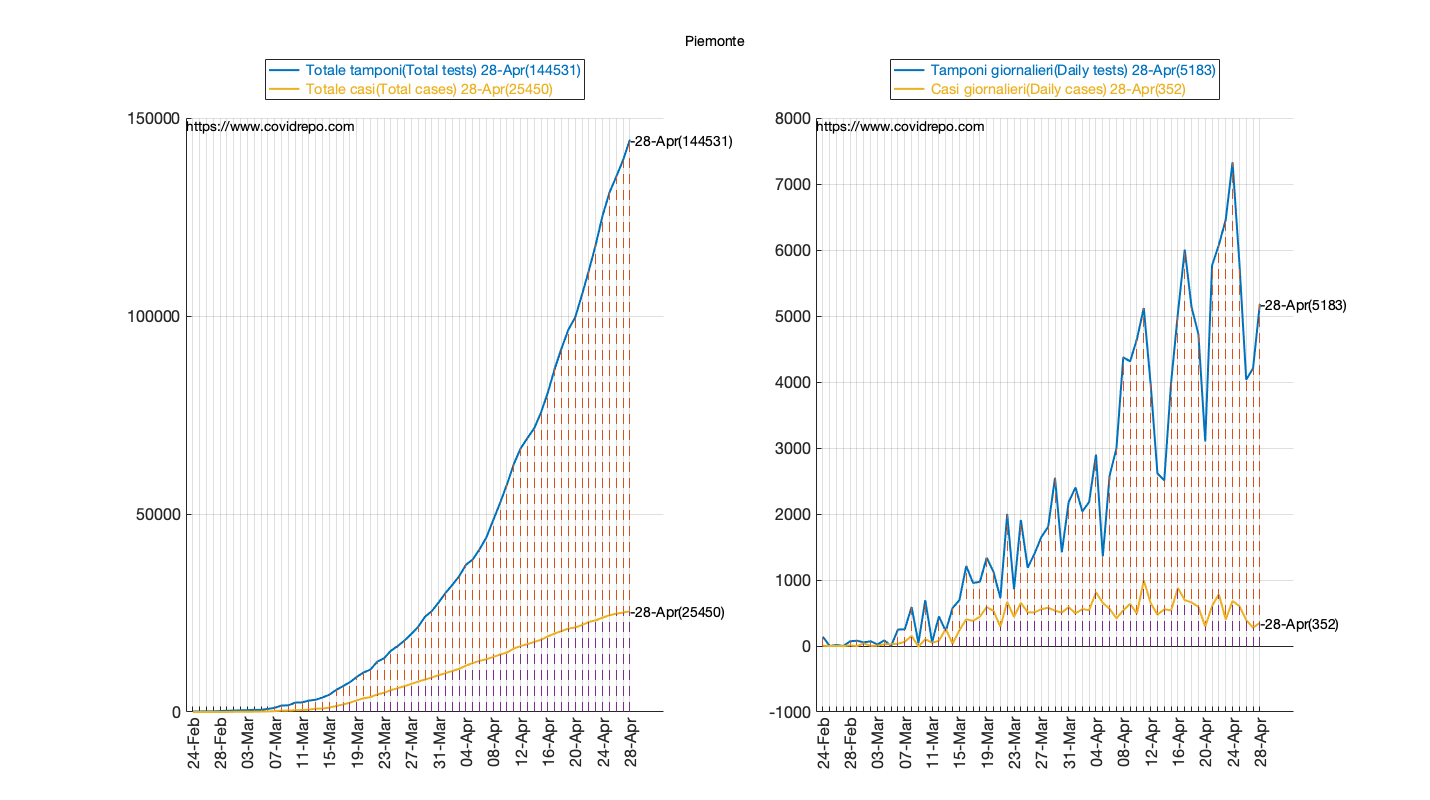 Piemonte
Totale tamponi(Total tests) 28-Apr(144531)
Totale casi(Total cases) 28-Apr(25450)
150000
https://www.covidrepo.com
-28-Apr(144531)
100000
50000
-28-Apr(25450)
0
24-Feb
28-Feb
03-Mar
07-Mar
11-Mar
15-Mar
19-Mar
23-Mar
27-Mar
31-Mar
04-Apr
08-Apr
12-Apr
16-Apr
20-Apr
24-Apr
28-Apr
Tamponi giornalieri(Daily tests) 28-Apr(5183)
Casi giornalieri(Daily cases) 28-Apr(352)
8000
https://www.covidrepo.com
7000
6000
-28-Apr(5183)
5000
4000
3000
2000
1000
-28-Apr(352)
0
-1000
24-Feb
28-Feb
03-Mar
07-Mar
11-Mar
15-Mar
19-Mar
23-Mar
27-Mar
31-Mar
04-Apr
08-Apr
12-Apr
16-Apr
20-Apr
24-Apr
28-Apr